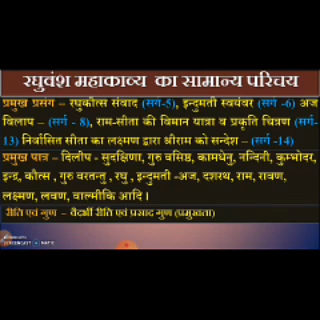 रघुवंश महाकाव्य का सामान्य परिचय
प्रमुख प्रसंग – रघुकौत्स संवाद (सर्ग-5), इन्दुमती स्वयंवर (सर्ग -6) अज
विलाप – (सर्ग - 8), राम-सीता की विमान यात्रा व प्रकृति चित्रण (सर्ग-
13) निर्वासित सीता का लक्ष्मण द्वारा श्रीराम को सन्देश – (सर्ग -14)
प्रमुख पात्र – दिलीप - सुदक्षिणा, गुरु वसिष्ठ, कामधेनु, नन्दिनी, कुम्भोदर,
इन्द्र, कौत्स , गुरु वरतन्तु , रघु , इन्दुमती -अज, दशरथ, राम, रावण,
लक्ष्मण, लवण, वाल्मीकि आदि ।
रीति एवं गुण – वैदर्भी रीति एवं प्रसाद गुण (प्रमुखता)